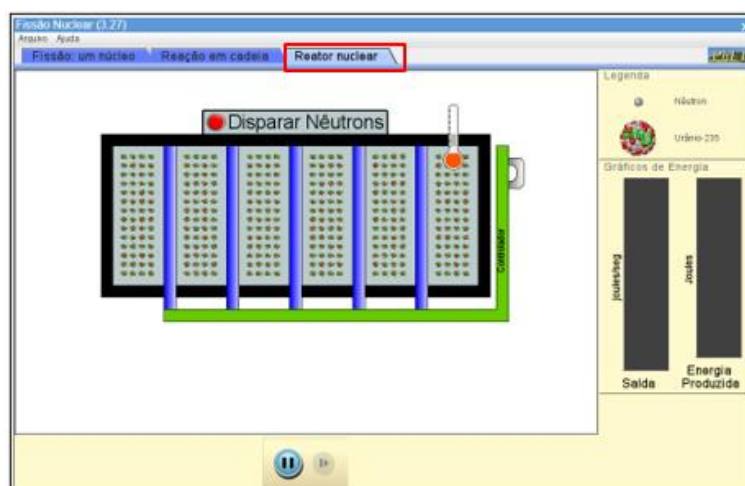 Fissão Nuclear (3.27)
Arquivo Ajuda
Fissão: um núcleo Reação em cadeia Reator nuclear
Disparar Nêutrons
Controlador
Legenda
Nêutron
Urânio-235
Gráficos de Energia
joules/seg
Joules
Saída
Energia
Produzida